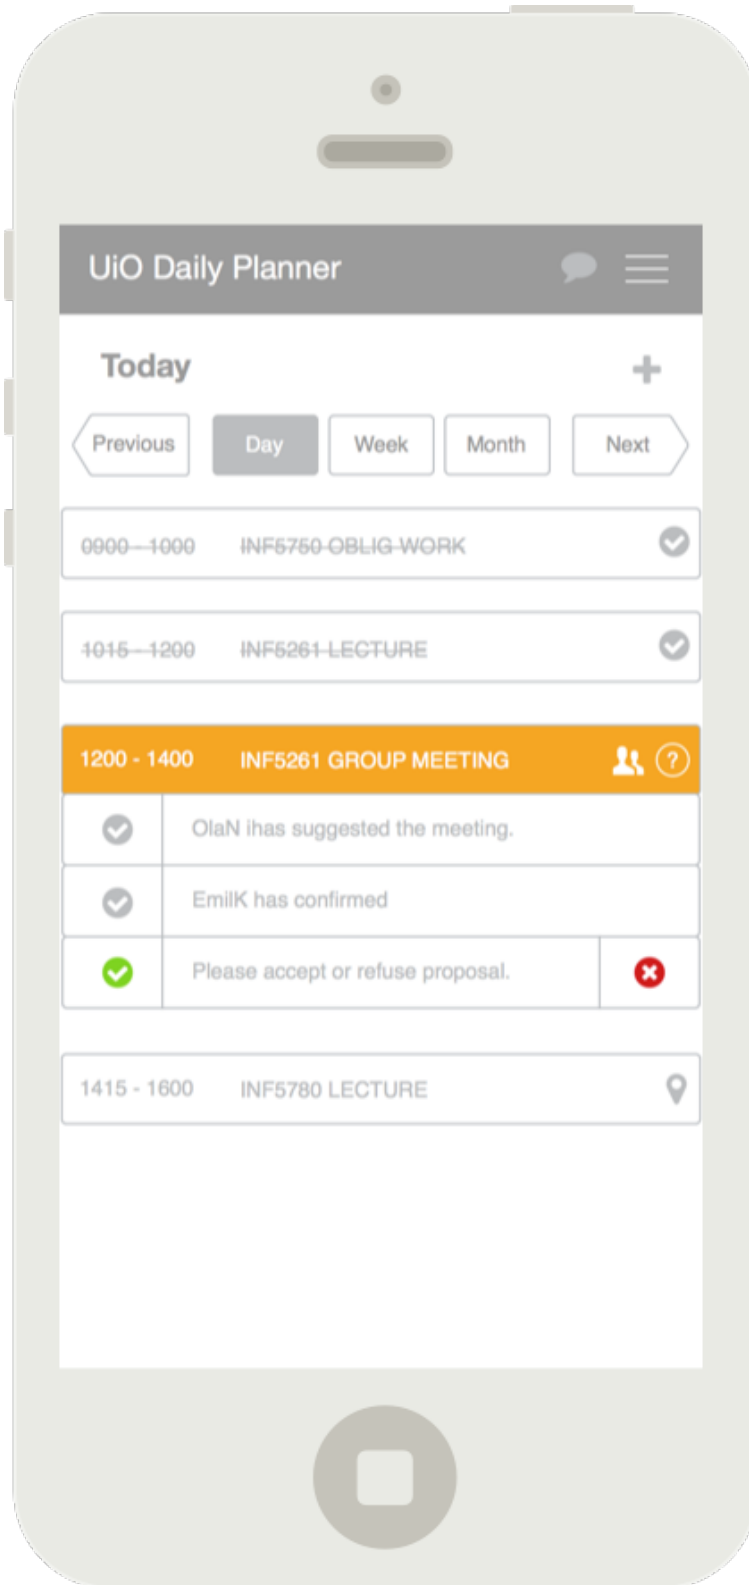 UiO Daily Planner
Today
Previous Day Week Month Next
0900 - 1000 INF5750 OBLIG WORK
1015 - 1200 INF5261 LECTURE
1200 - 1400 INF5261 GROUP MEETING ?
OlaN ihas suggested the meeting.
EmilK has confirmed
Please accept or refuse proposal.
1415 - 1600 INF5780 LECTURE